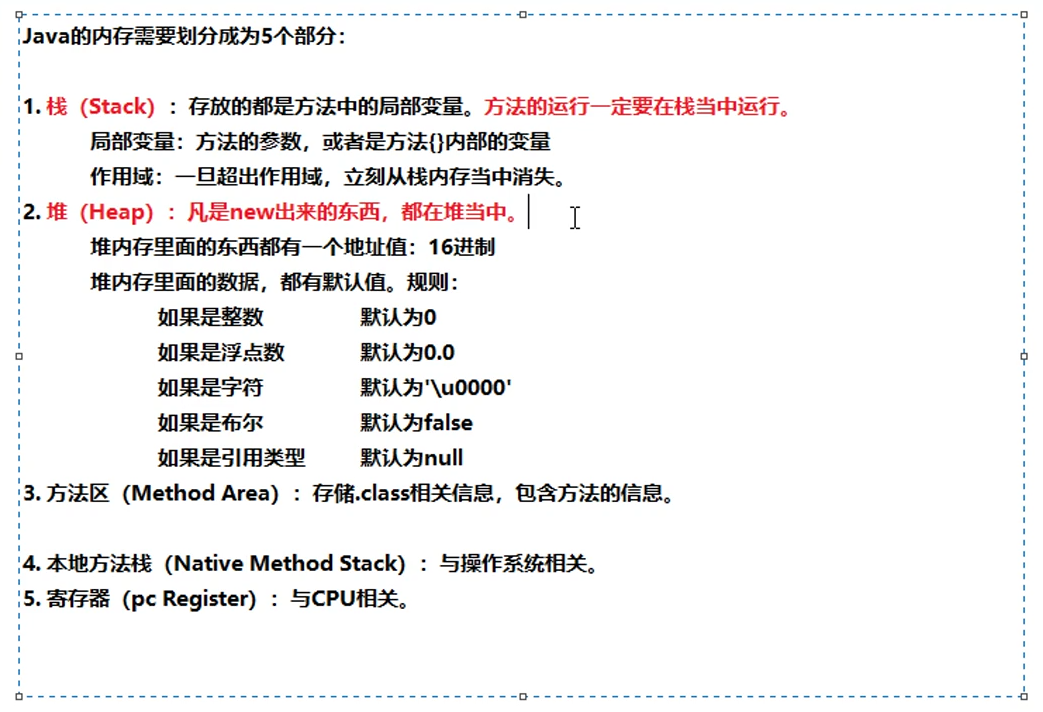 Java的内存需要划分成为5个部分：
1. 栈（Stack）：存放的都是方法中的局部变量。方法的运行一定要在栈当中运行。
局部变量：方法的参数，或者是方法{}内部的变量
作用域：一旦超出作用域，立刻从栈内存当中消失。
2. 堆（Heap）：凡是new出来的东西，都在堆当中。
堆内存里面的东西都有一个地址值：16进制
堆内存里面的数据，都有默认值。规则：
如果是整数 默认为0
如果是浮点数 默认为0.0
如果是字符 默认为'\u0000'
如果是布尔 默认为false
如果是引用类型 默认为null
3. 方法区（Method Area）：存储.class相关信息，包含方法的信息。
4. 本地方法栈（Native Method Stack）：与操作系统相关。
5. 寄存器（pc Register）：与CPU相关。